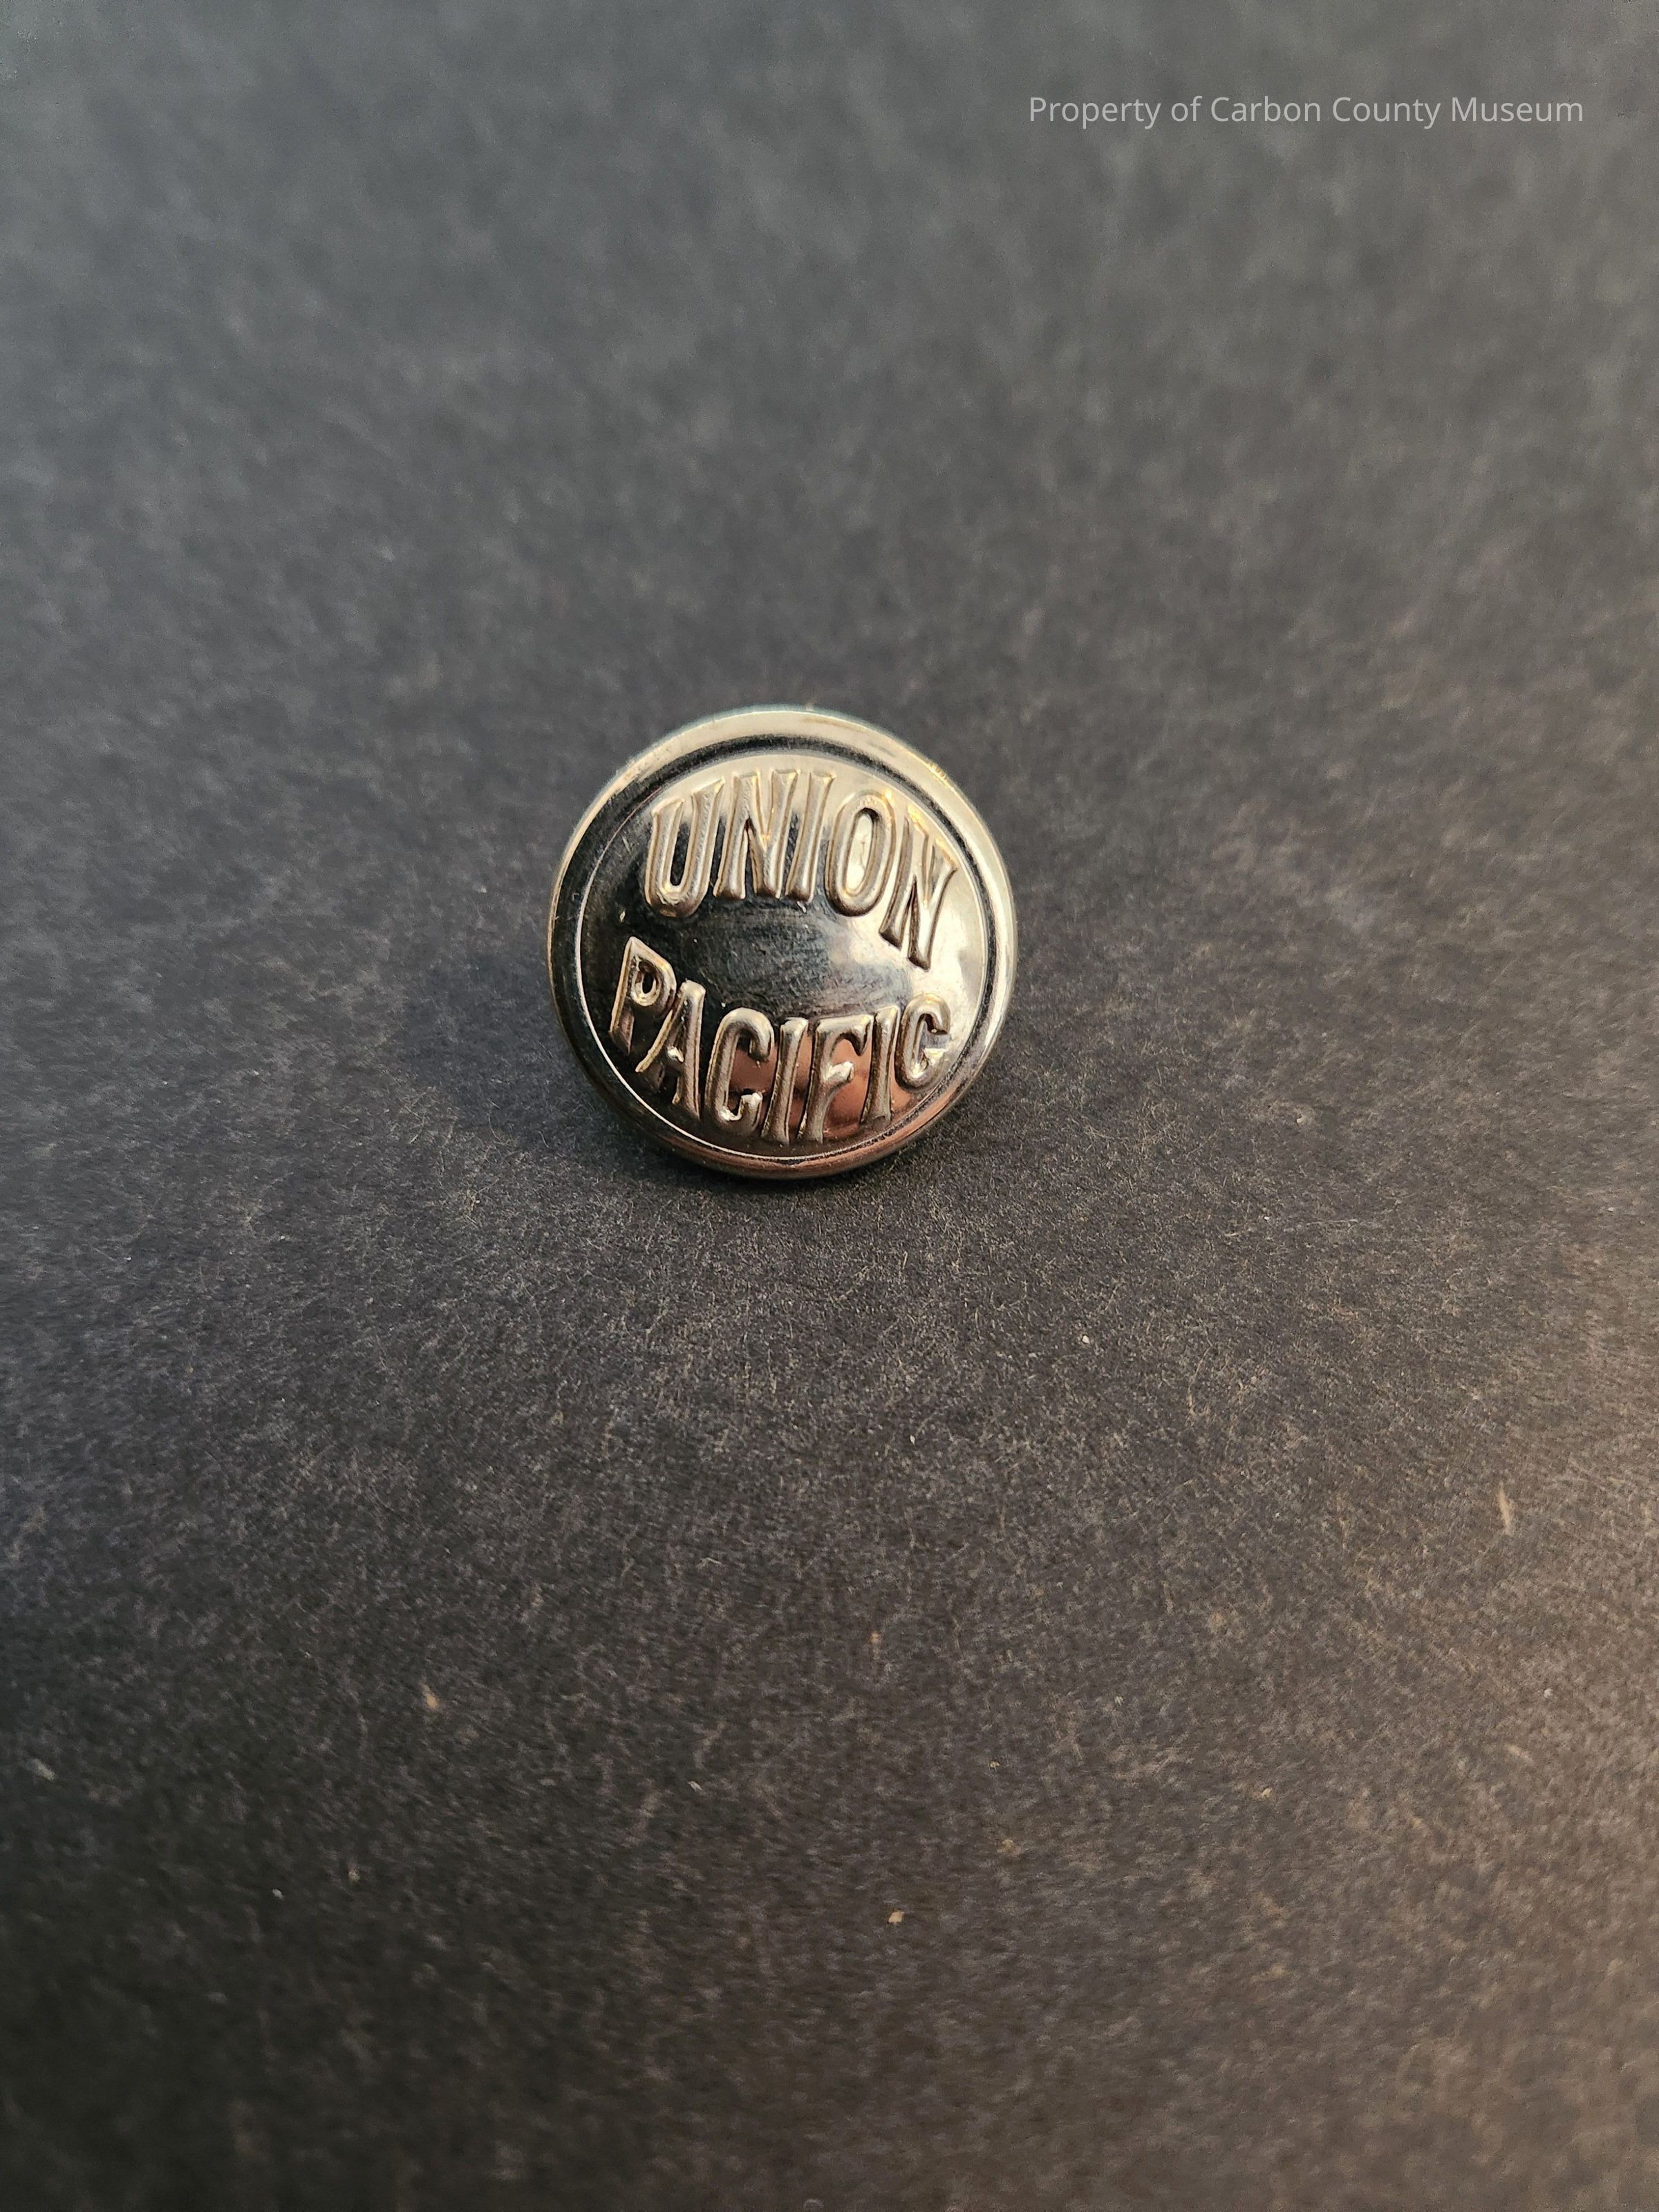 Property of Carbon County Museum
UNION
PACIFIC